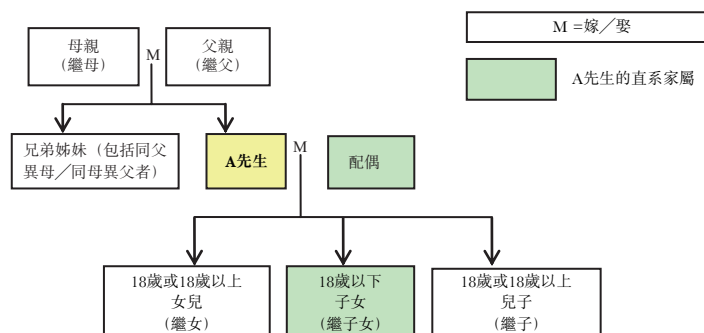 M =嫁／娶
母親
(繼母)
M
父親
(繼父)
A先生的直系家屬
兄弟姊妹（包括同父
異母／同母異父者）
A先生
M
配偶
18歲或18歲以上
女兒
(繼女)
18歲以下
子女
(繼子女)
18歲或18歲以上
兒子
(繼子)